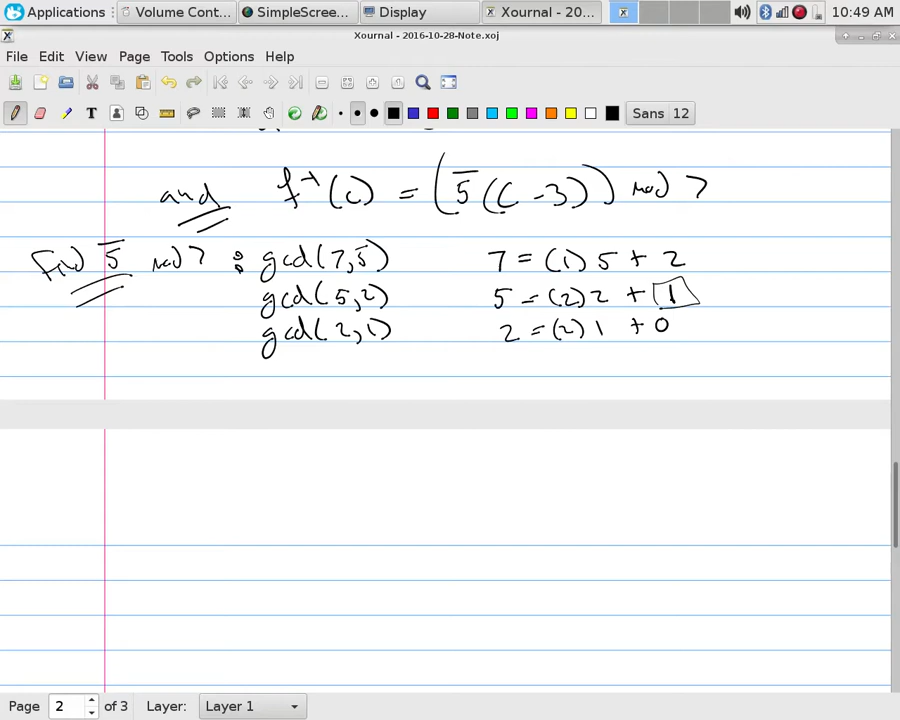 Applications Volume Cont... SimpleScree... Display Xournal - 20... 10:49 AM
Xournal - 2016-10-28-Note.xoj
File Edit View Page Tools Options Help
Sans 12
and f⁻¹(c) = (5̅(c - 3)) mod 7
Find 5̅ mod 7 : gcd(7,5) 7 = (1) 5 + 2
gcd(5,2) 5 = (2) 2 + 1
gcd(2,1) 2 = (2) 1 + 0
Page 2 of 3 Layer: Layer 1